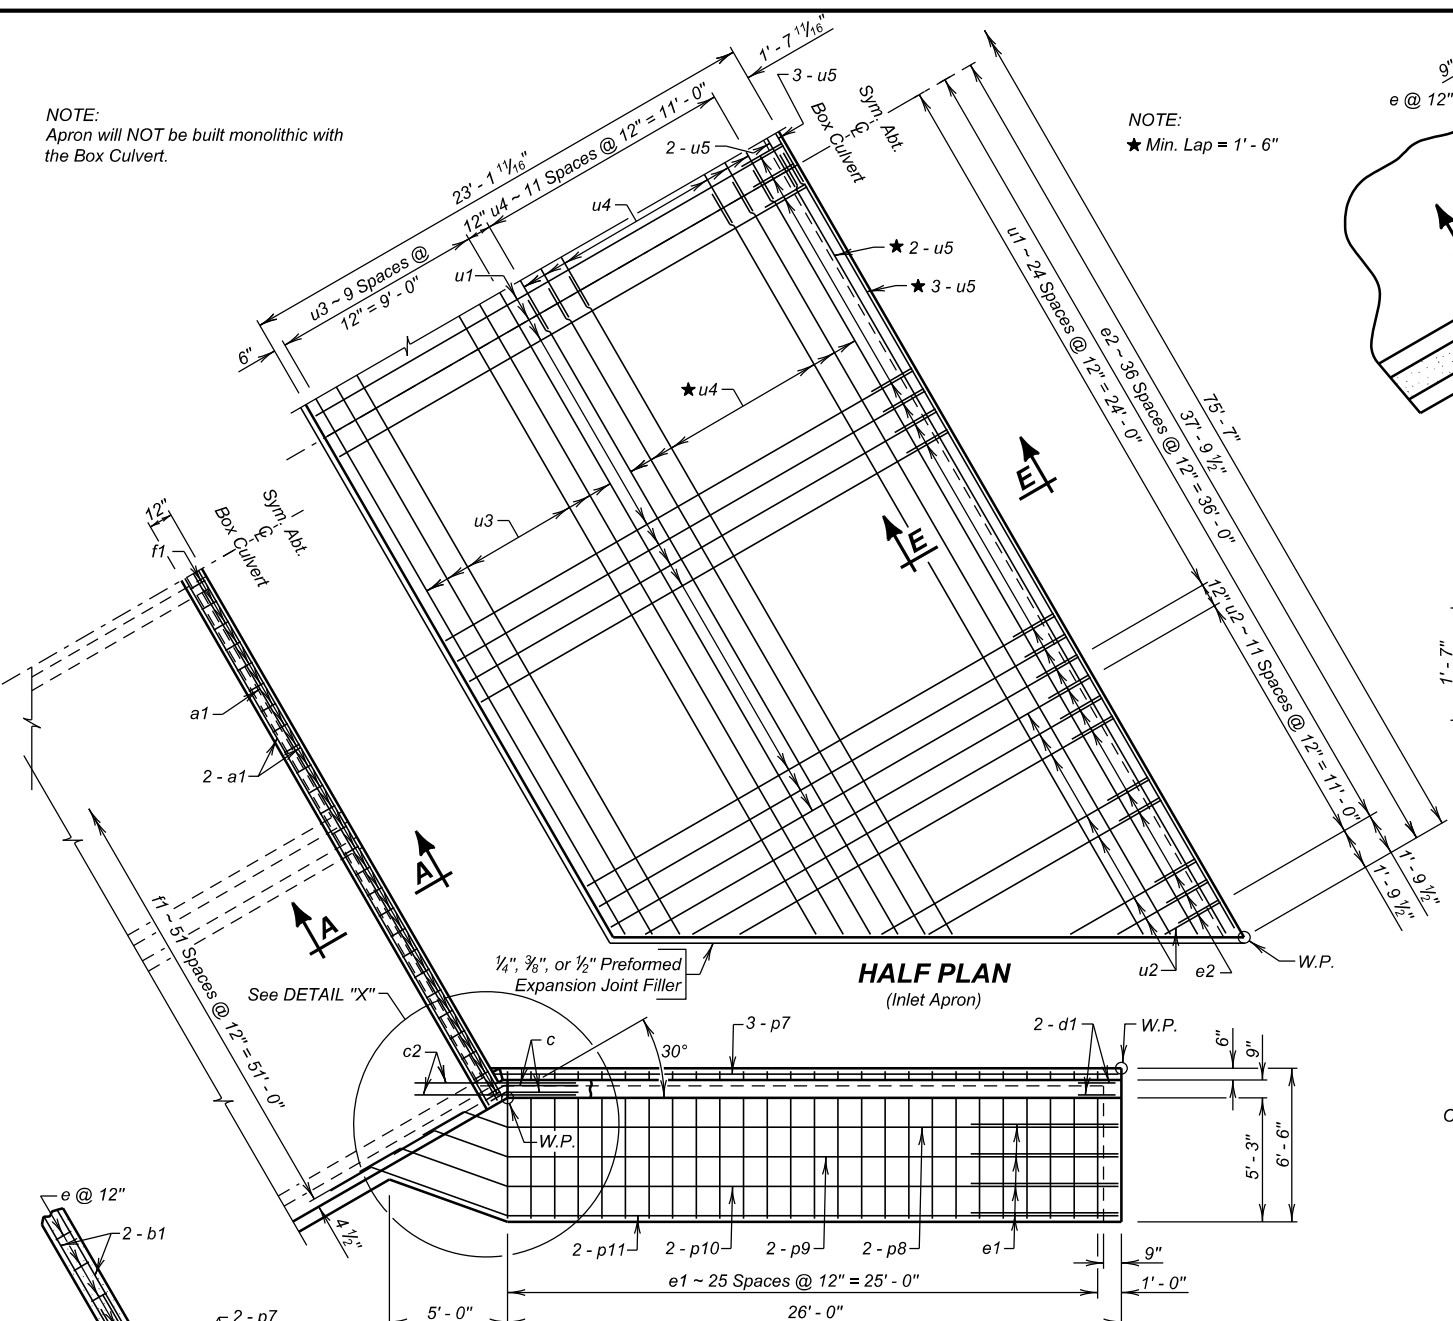 NOTE:
Apron will NOT be built monolithic with
the Box Culvert.
1' - 7 11/16"
3 - u5
23' - 1 11/16"
12"
u4 ~ 11 Spaces @ 12" = 11' - 0"
2 - u5
Sym. Abt.
℄
Box Culvert
u4
u3 ~ 9 Spaces @
12" = 9' - 0"
u1
6"
★ 2 - u5
★ 3 - u5
★ u4
u3
NOTE:
★ Min. Lap = 1' - 6"
9"
e @ 12"
u1 ~ 24 Spaces @ 12" = 24' - 0"
e2 ~ 36 Spaces @ 12" = 36' - 0"
37' - 9 ½"
75' - 7"
E
E
12"
u2 ~ 11 Spaces @ 12" = 11' - 0"
1' - 9 ½"
1' - 9 ½"
1' - 7"
12"
f1
Sym. Abt.
℄
Box Culvert
a1
2 - a1
A
A
f1 ~ 51 Spaces @ 12" = 51' - 0"
See DETAIL "X"
¼", ⅜", or ½" Preformed
Expansion Joint Filler
HALF PLAN
(Inlet Apron)
u2
e2
W.P.
c2
c
30°
3 - p7
2 - d1
W.P.
6"
9"
W.P.
5' - 3"
6' - 6"
4 ½"
2 - p11
2 - p10
2 - p9
2 - p8
e1
9"
e1 ~ 25 Spaces @ 12" = 25' - 0"
1' - 0"
5' - 0"
26' - 0"
e @ 12"
2 - b1
2 - p7